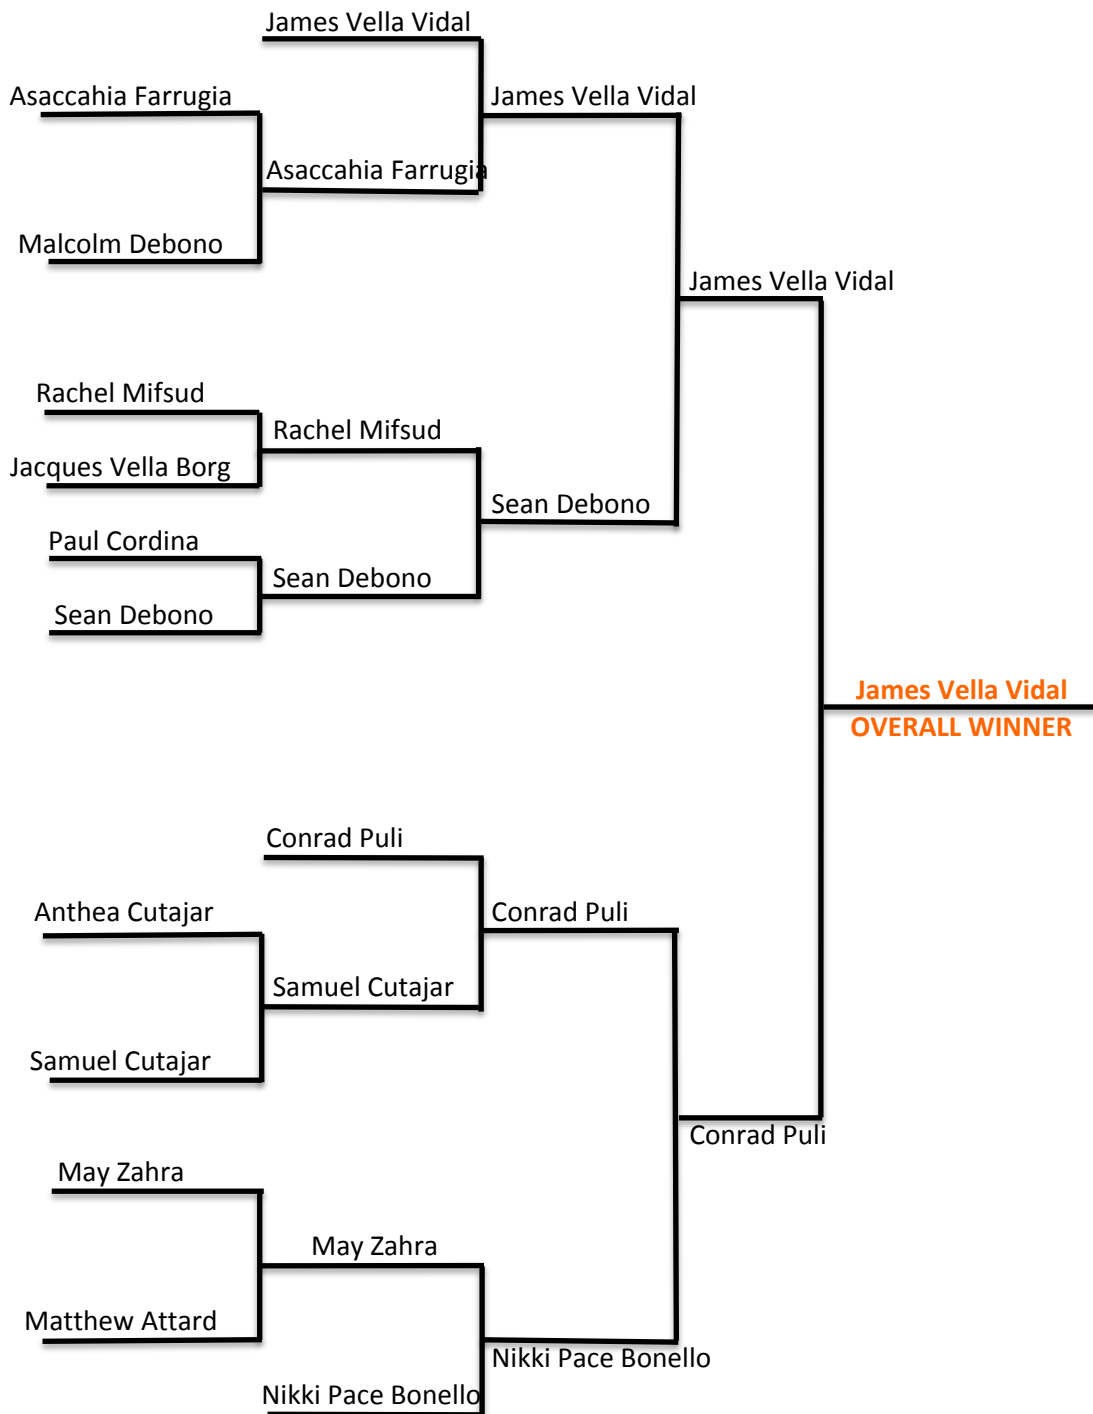 James Vella Vidal
Asaccahia Farrugia
James Vella Vidal
Asaccahia Farrugia
Malcolm Debono
James Vella Vidal
Rachel Mifsud
Rachel Mifsud
Jacques Vella Borg
Sean Debono
Paul Cordina
Sean Debono
Sean Debono
James Vella Vidal
OVERALL WINNER
Conrad Puli
Anthea Cutajar
Conrad Puli
Samuel Cutajar
Samuel Cutajar
Conrad Puli
May Zahra
May Zahra
Matthew Attard
Nikki Pace Bonello
Nikki Pace Bonello